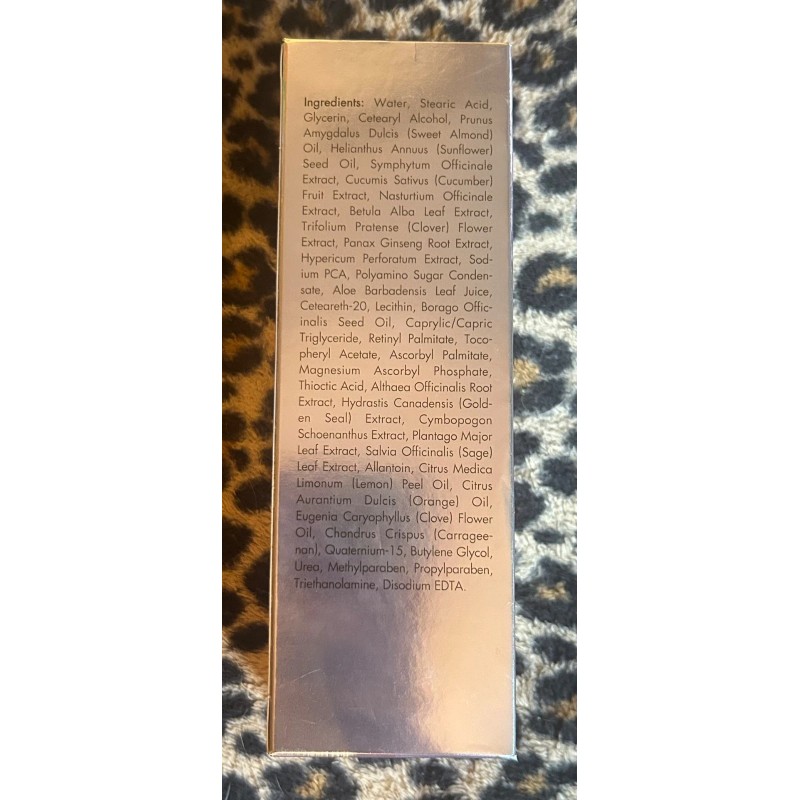 Ingredients: Water, Stearic Acid,
Glycerin, Cetearyl Alcohol, Prunus
Amygdalus Dulcis (Sweet Almond)
Oil, Helianthus Annuus (Sunflower)
Seed Oil, Symphytum Officinale
Extract, Cucumis Sativus (Cucumber)
Fruit Extract, Nasturtium Officinale
Extract, Betula Alba Leaf Extract,
Trifolium Pratense (Clover) Flower
Extract, Panax Ginseng Root Extract,
Hypericum Perforatum Extract, Sod-
ium PCA, Polyamino Sugar Conden-
sate, Aloe Barbadensis Leaf Juice,
Ceteareth-20, Lecithin, Borago Offic-
inalis Seed Oil, Caprylic/Capric
Triglyceride, Retinyl Palmitate, Toco-
pheryl Acetate, Ascorbyl Palmitate,
Magnesium Ascorbyl Phosphate,
Thioctic Acid, Althaea Officinalis Root
Extract, Hydrastis Canadensis (Gold-
en Seal) Extract, Cymbopogon
Schoenanthus Extract, Plantago Major
Leaf Extract, Salvia Officinalis (Sage)
Leaf Extract, Allantoin, Citrus Medica
Limonum (Lemon) Peel Oil, Citrus
Aurantium Dulcis (Orange) Oil,
Eugenia Caryophyllus (Clove) Flower
Oil, Chondrus Crispus (Carragee-
nan), Quaternium-15, Butylene Glycol,
Urea, Methylparaben, Propylparaben,
Triethanolamine, Disodium EDTA.